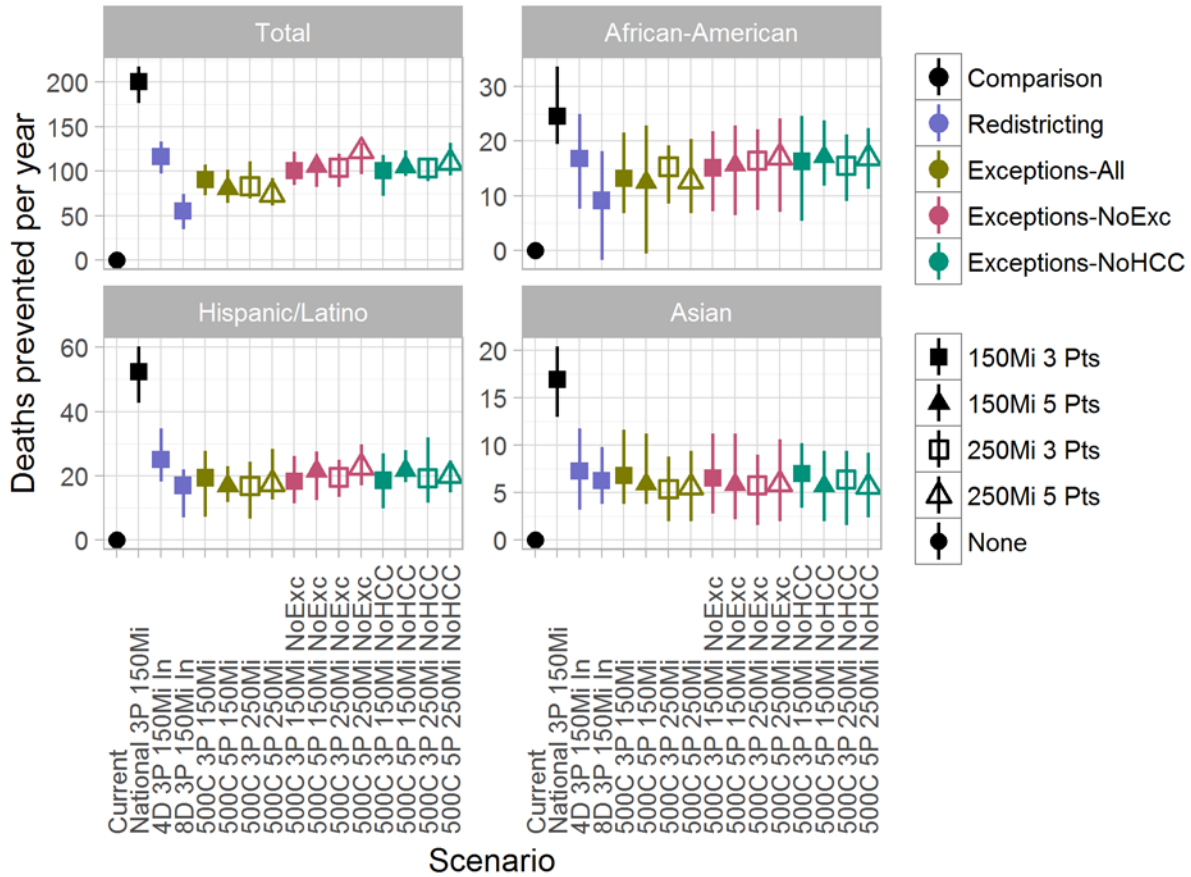 Total
African-American
Deaths prevented per year
200
150
100
50
0
30
20
10
0
Hispanic/Latino
Asian
60
40
20
0
20
15
10
5
0
Current
National 3P 150Mi
4D 3P 150Mi In
8D 3P 150Mi In
500C 3P 150Mi
500C 5P 150Mi
500C 3P 250Mi
500C 5P 250Mi
500C 3P 150Mi NoExc
500C 5P 150Mi NoExc
500C 3P 250Mi NoExc
500C 5P 250Mi NoExc
500C 3P 150Mi NoHCC
500C 5P 150Mi NoHCC
500C 3P 250Mi NoHCC
500C 5P 250Mi NoHCC
Current
National 3P 150Mi
4D 3P 150Mi In
8D 3P 150Mi In
500C 3P 150Mi
500C 5P 150Mi
500C 3P 250Mi
500C 5P 250Mi
500C 3P 150Mi NoExc
500C 5P 150Mi NoExc
500C 3P 250Mi NoExc
500C 5P 250Mi NoExc
500C 3P 150Mi NoHCC
500C 5P 150Mi NoHCC
500C 3P 250Mi NoHCC
500C 5P 250Mi NoHCC
Scenario
Comparison
Redistricting
Exceptions-All
Exceptions-NoExc
Exceptions-NoHCC
150Mi 3 Pts
150Mi 5 Pts
250Mi 3 Pts
250Mi 5 Pts
None